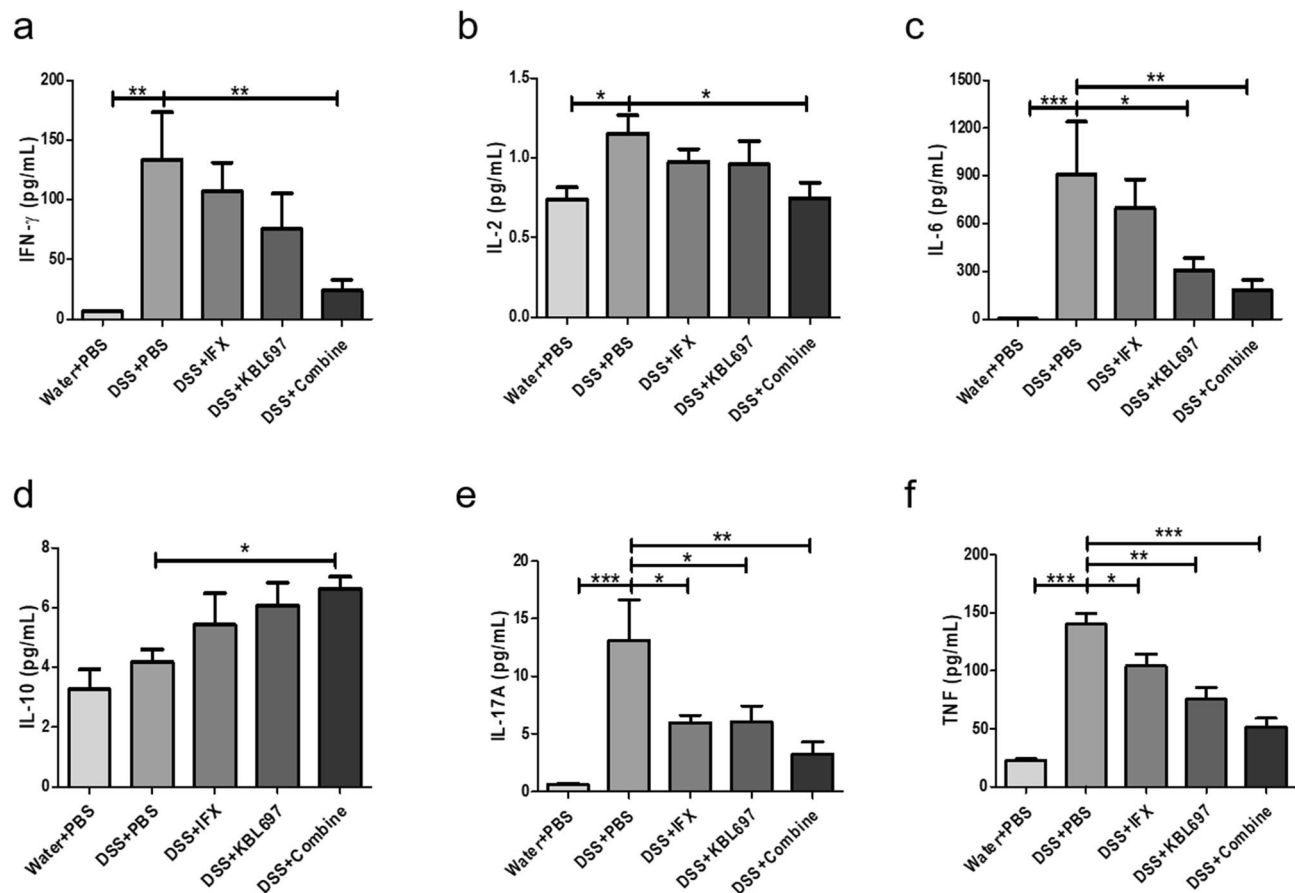 a
b
c
** **
200
150
100
50
0
IFN-γ (pg/mL)
Water+PBS
DSS+PBS
DSS+IFX
DSS+KBL697
DSS+Combine
* *
1.5
1.0
0.5
0.0
IL-2 (pg/mL)
Water+PBS
DSS+PBS
DSS+IFX
DSS+KBL697
DSS+Combine
**
*** *
1500
1200
900
600
300
0
IL-6 (pg/mL)
Water+PBS
DSS+PBS
DSS+IFX
DSS+KBL697
DSS+Combine
d
e
f
*
8
6
4
2
0
IL-10 (pg/mL)
Water+PBS
DSS+PBS
DSS+IFX
DSS+KBL697
DSS+Combine
**
*
*** *
20
15
10
5
0
IL-17A (pg/mL)
Water+PBS
DSS+PBS
DSS+IFX
DSS+KBL697
DSS+Combine
***
**
*** *
200
150
100
50
0
TNF (pg/mL)
Water+PBS
DSS+PBS
DSS+IFX
DSS+KBL697
DSS+Combine